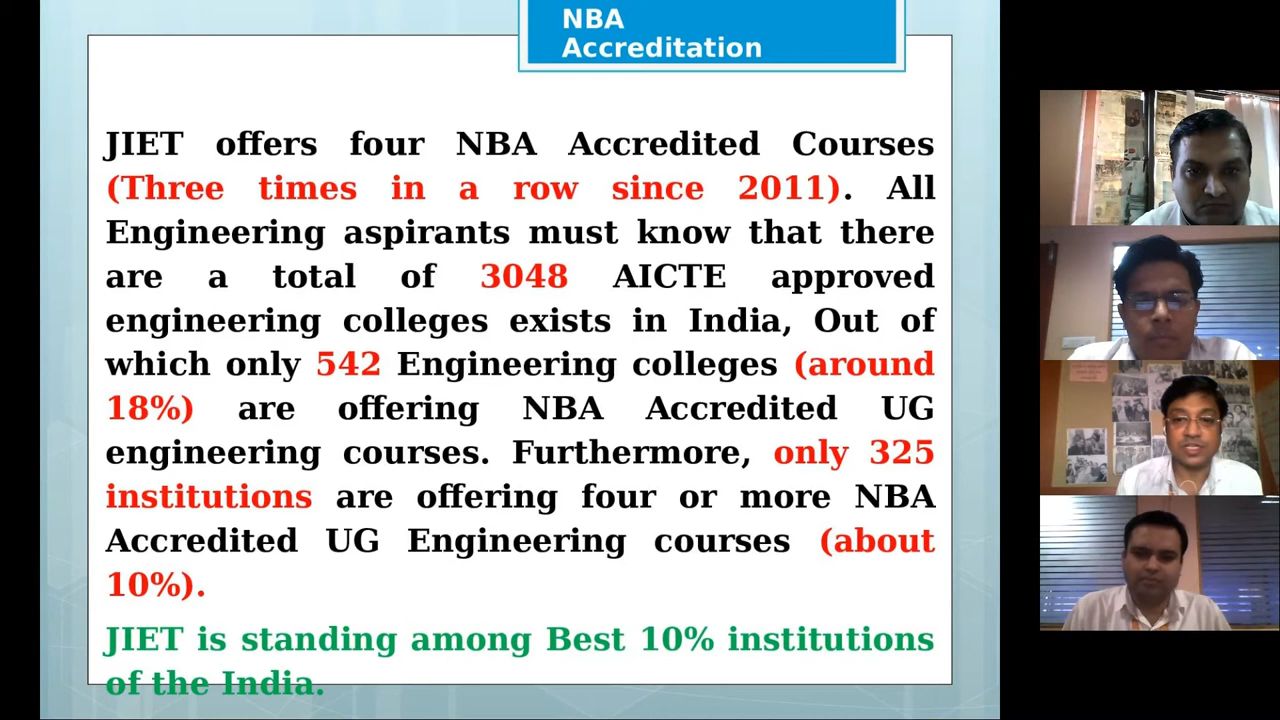 NBA
Accreditation
JIET offers four NBA Accredited Courses
(Three times in a row since 2011). All
Engineering aspirants must know that there
are a total of 3048 AICTE approved
engineering colleges exists in India, Out of
which only 542 Engineering colleges (around
18%) are offering NBA Accredited UG
engineering courses. Furthermore, only 325
institutions are offering four or more NBA
Accredited UG Engineering courses (about
10%).
JIET is standing among Best 10% institutions
of the India.